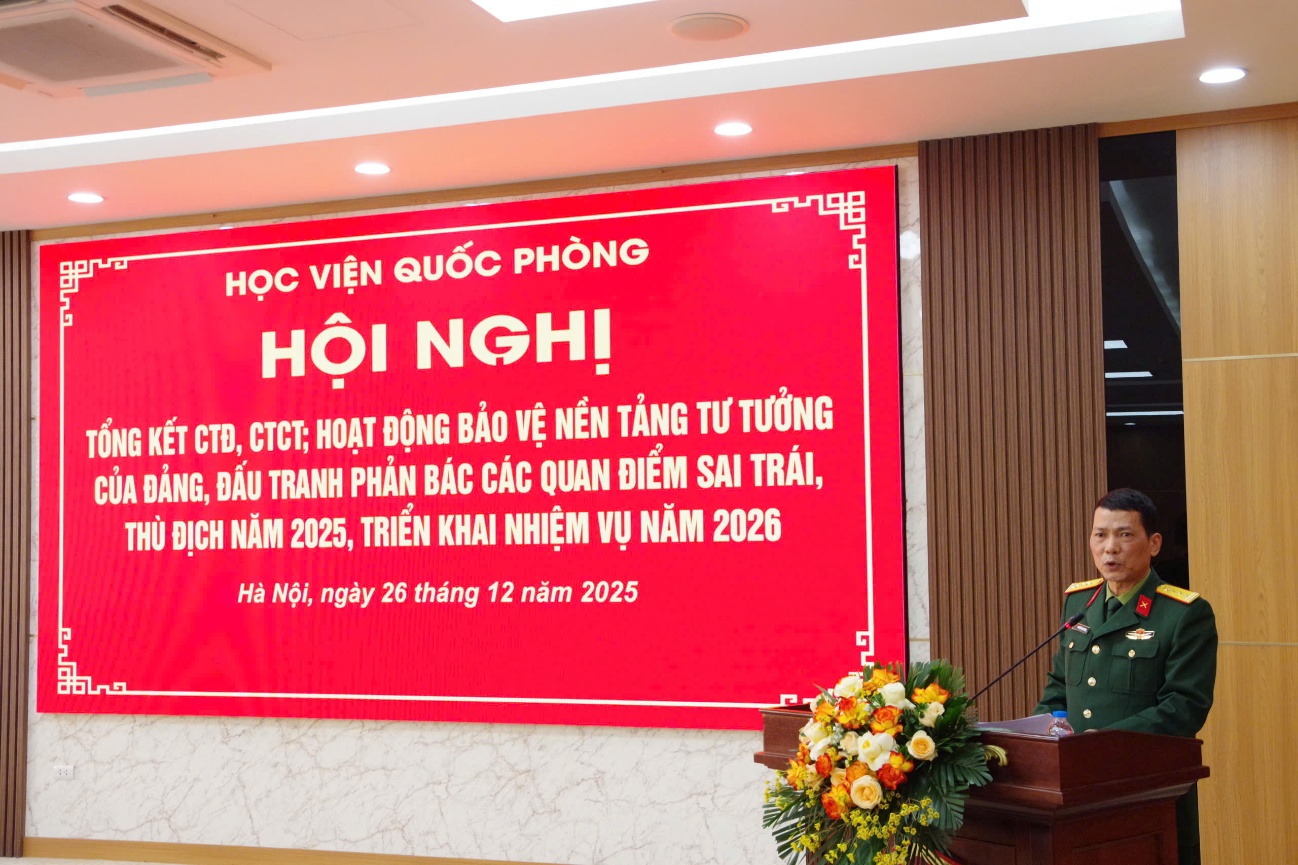 HỌC VIỆN QUỐC PHÒNG
HỘI NGHỊ
TỔNG KẾT CTĐ, CTCT; HOẠT ĐỘNG BẢO VỆ NỀN TẢNG TƯ TƯỞNG
CỦA ĐẢNG, ĐẤU TRANH PHẢN BÁC CÁC QUAN ĐIỂM SAI TRÁI,
THÙ ĐỊCH NĂM 2025, TRIỂN KHAI NHIỆM VỤ NĂM 2026
Hà Nội, ngày 26 tháng 12 năm 2025